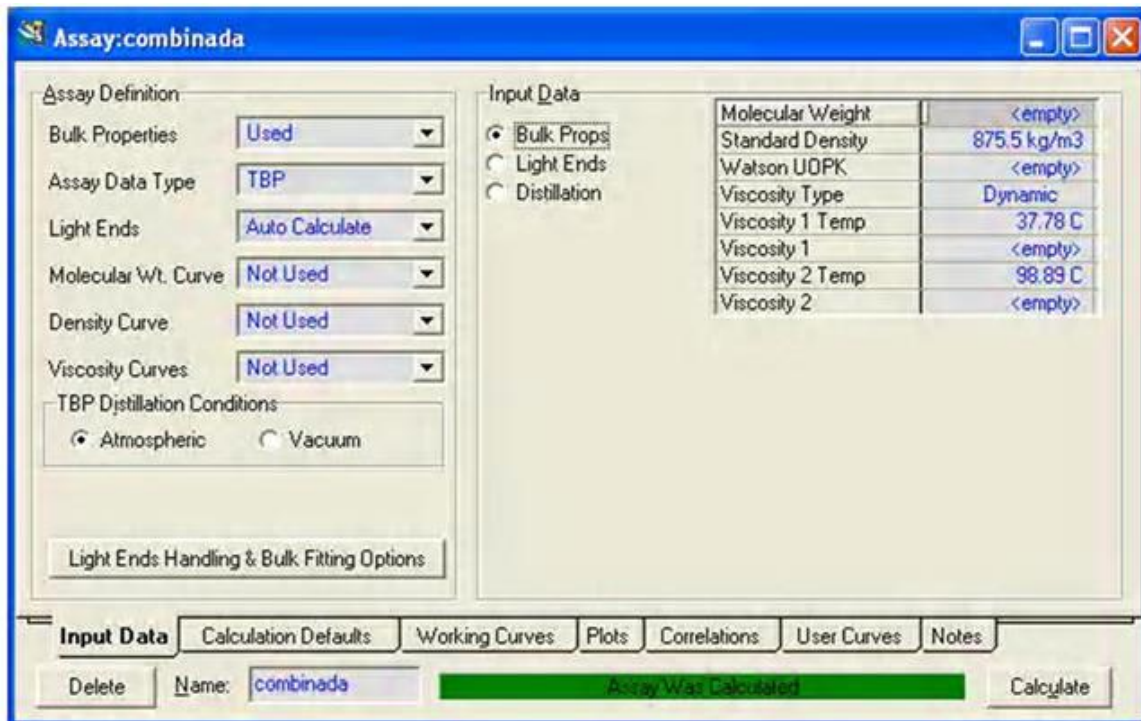 Assay:combinada
Assay Definition
Bulk Properties Used
Assay Data Type TBP
Light Ends Auto Calculate
Molecular Wt. Curve Not Used
Density Curve Not Used
Viscosity Curves Not Used
TBP Distillation Conditions
Atmospheric Vacuum
Light Ends Handling & Bulk Fitting Options
Input Data
Bulk Props
Light Ends
Distillation
Molecular Weight <empty>
Standard Density 875.5 kg/m3
Watson UOPK <empty>
Viscosity Type Dynamic
Viscosity 1 Temp 37.78 C
Viscosity 1 <empty>
Viscosity 2 Temp 98.89 C
Viscosity 2 <empty>
Input Data Calculation Defaults Working Curves Plots Correlations User Curves Notes
Delete Name: combinada Assay Was Calculated Calculate